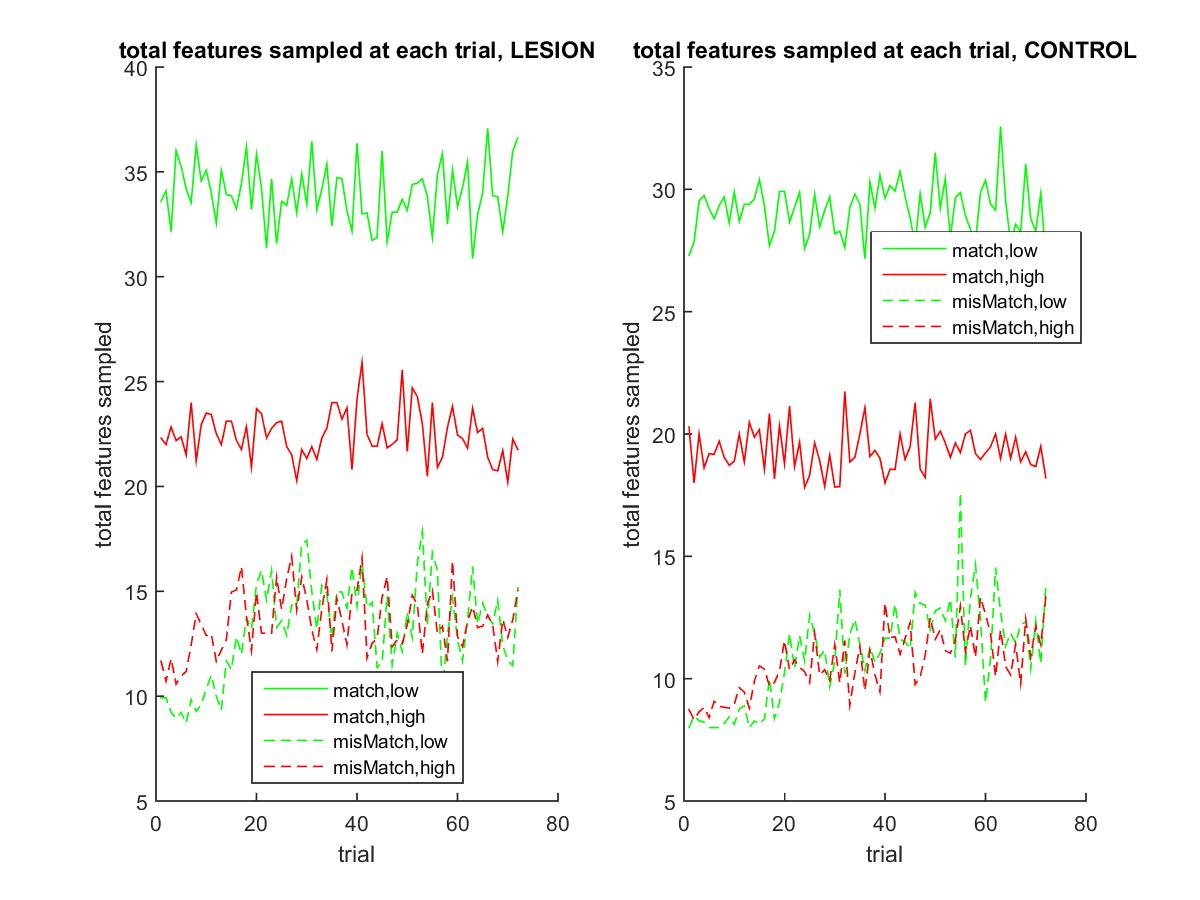 total features sampled at each trial, LESION
total features sampled
40
35
30
25
20
15
10
5
0
20
40
60
80
trial
match,low
match,high
misMatch,low
misMatch,high
total features sampled at each trial, CONTROL
total features sampled
35
30
25
20
15
10
5
0
20
40
60
80
trial
match,low
match,high
misMatch,low
misMatch,high